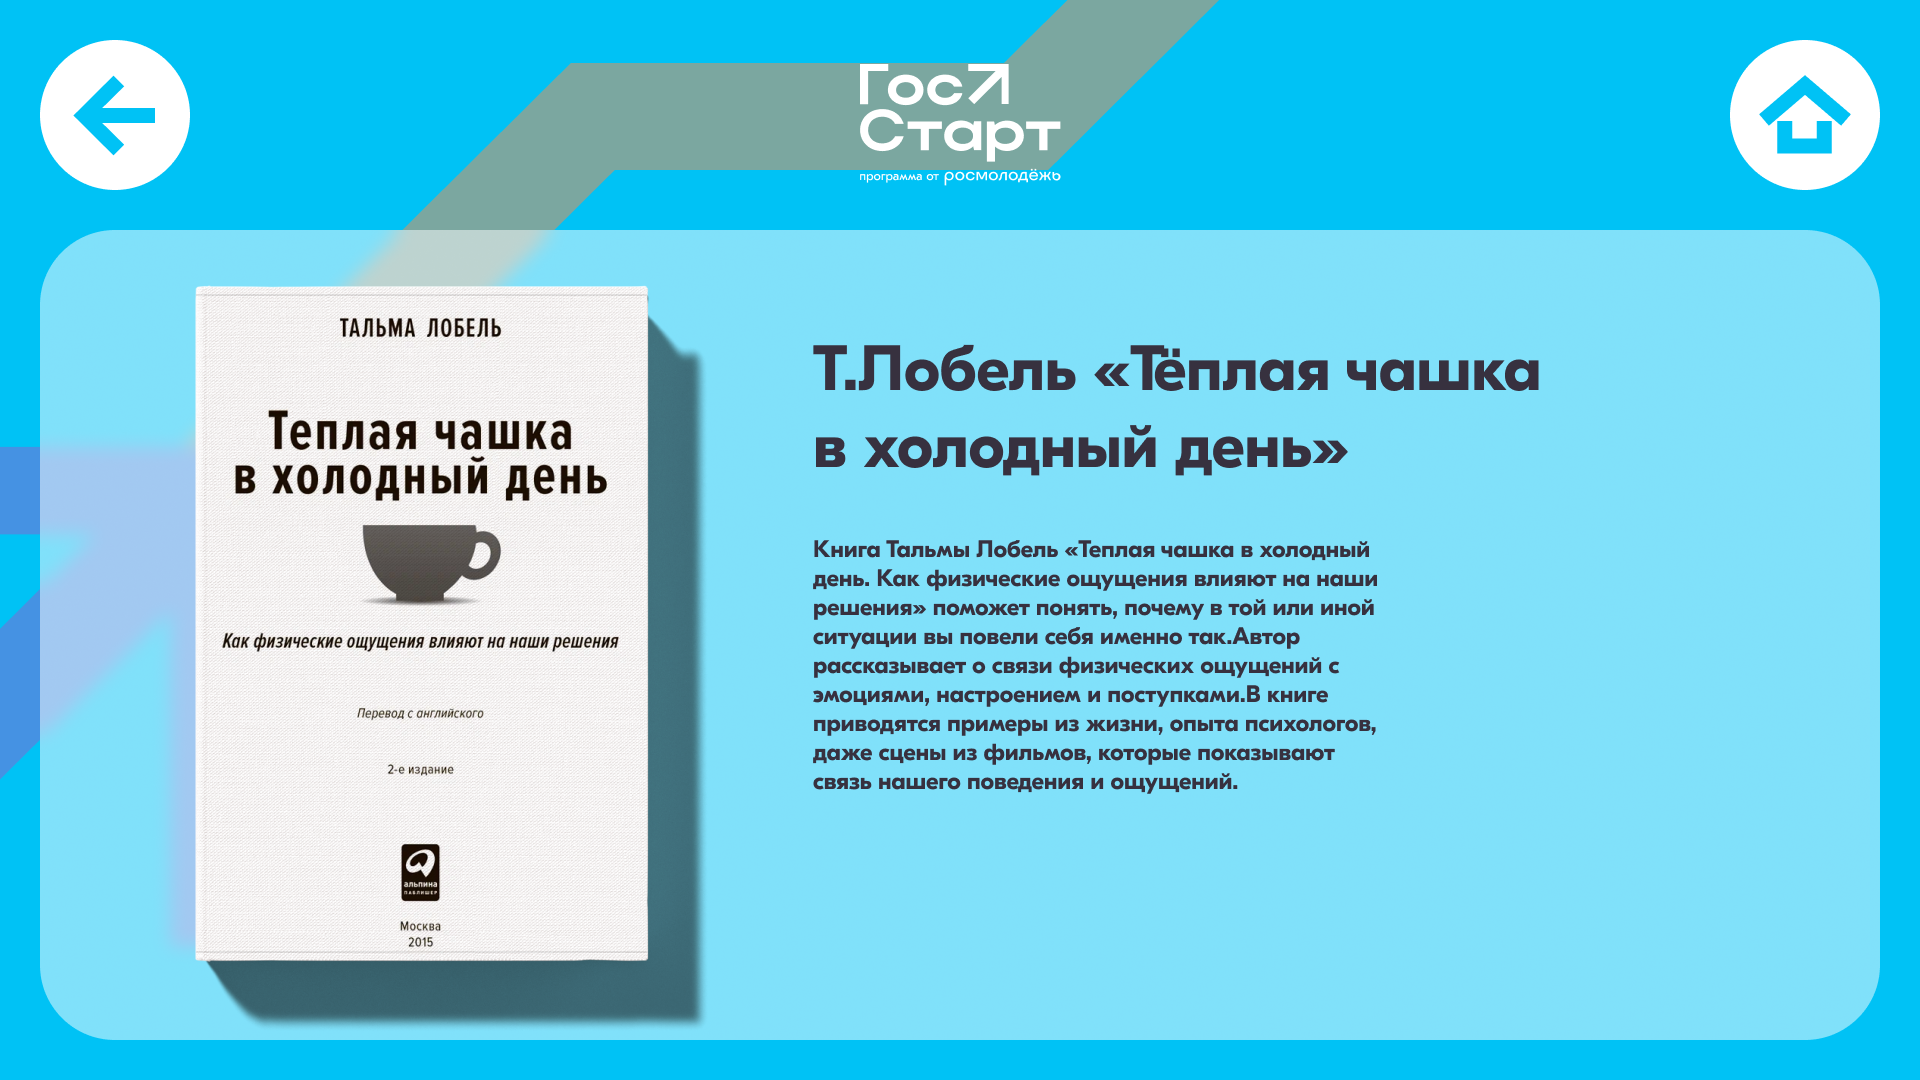 Гос
Старт
программа от росмолодёжь
ТАЛЬМА ЛОБЕЛЬ
Теплая чашка
в холодный день
Как физические ощущения влияют на наши решения
Перевод с английского
2-е издание
альпина
ПАБЛИШЕР
Москва
2015
Т.Лобель «Тёплая чашка
в холодный день»
Книга Тальмы Лобель «Теплая чашка в холодный
день. Как физические ощущения влияют на наши
решения» поможет понять, почему в той или иной
ситуации вы повели себя именно так.Автор
рассказывает о связи физических ощущений с
эмоциями, настроением и поступками.В книге
приводятся примеры из жизни, опыта психологов,
даже сцены из фильмов, которые показывают
связь нашего поведения и ощущений.